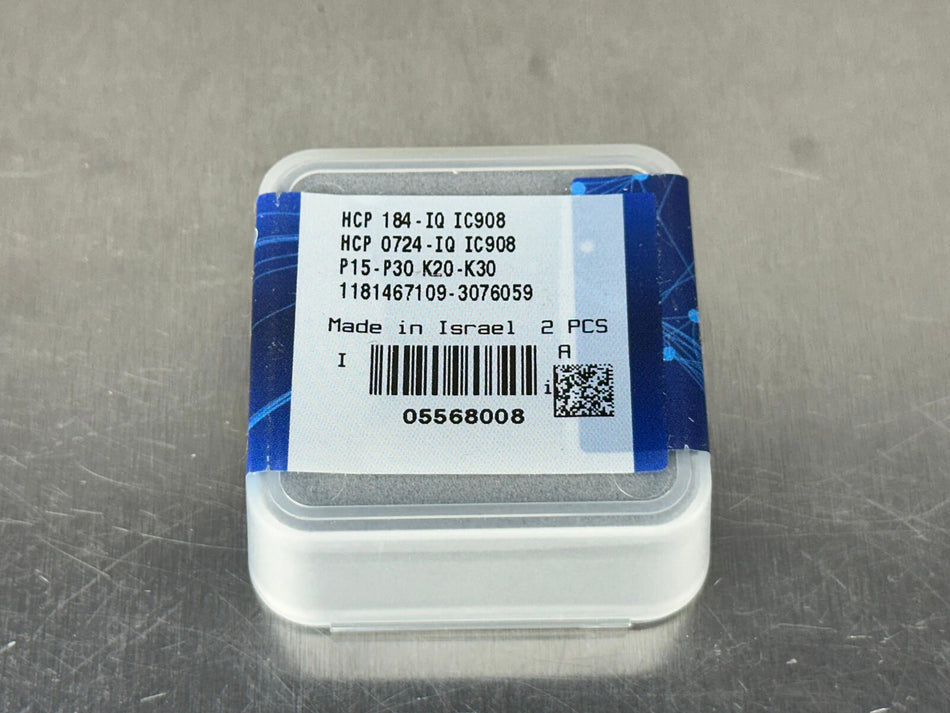 HCP 184-IQ IC908
HCP 0724-IQ IC908
P15-P30 K20-K30
1181467109-3076059
Made in Israel 2 PCS
I
A
i
05568008